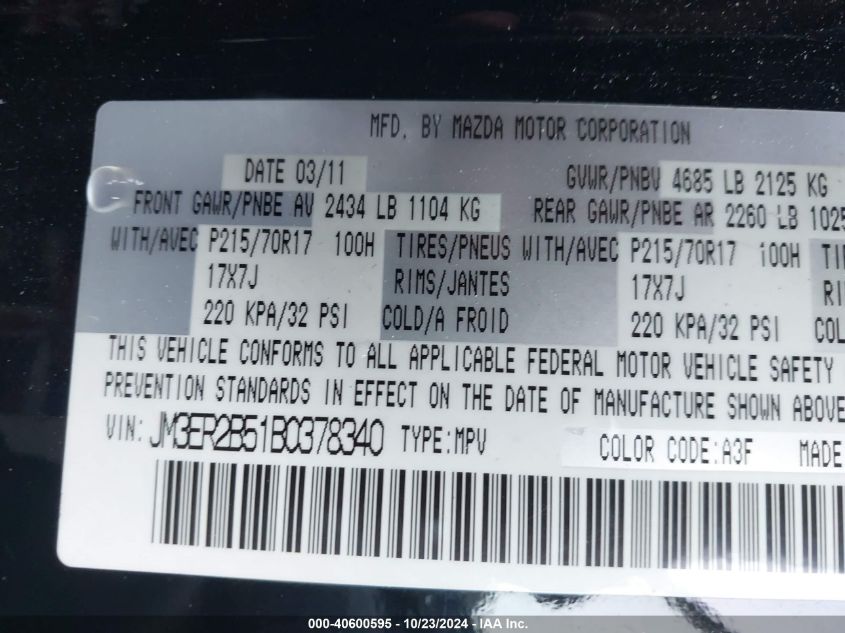 MFD. BY MAZDA MOTOR CORPORATION
DATE 03/11 GVWR/PNBV 4685 LB 2125 KG
FRONT GAWR/PNBE AV 2434 LB 1104 KG REAR GAWR/PNBE AR 2260 LB 1025
WITH/AVEC P215/70R17 100H TIRES/PNEUS WITH/AVEC P215/70R17 100H TI
17X7J RIMS/JANTES 17X7J RI
220 KPA/32 PSI COLD/A FROID 220 KPA/32 PSI COL
THIS VEHICLE CONFORMS TO ALL APPLICABLE FEDERAL MOTOR VEHICLE SAFETY
PREVENTION STANDARDS IN EFFECT ON THE DATE OF MANUFACTURE SHOWN ABOVE
VIN: JM3ER2B51B0378340 TYPE:MPV COLOR CODE:A3F MADE
000-40600595 - 10/23/2024 - IAA Inc.